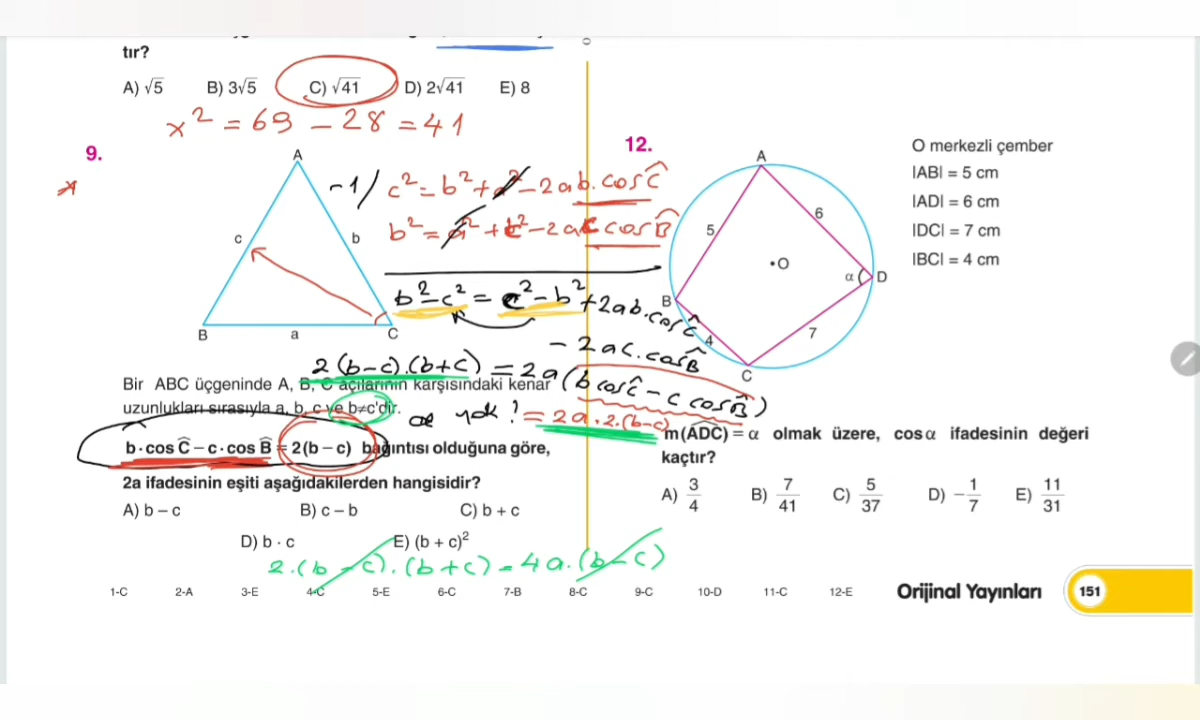 tır?
A) √5 B) 3√5 C) √41 D) 2√41 E) 8
x² = 69 - 28 = 41
9.
A
c
b
B
a
C
-1/ c² = b² + a² - 2ab.cosĈ
b² = a² + c² - 2ac cosB̂
b² - c² = c² - b² + 2ab.cosĈ
- 2ac.cosB̂
2(b-c).(b+c) = 2a(b cosĈ - c cosB̂)
Bir ABC üçgeninde A, B, C açılarının karşısındaki kenar
uzunlukları sırasıyla a, b, c ve b≠c'dir.
yok! = 2a.2.(b-c)
b·cosĈ – c·cosB̂ = 2(b – c) bağıntısı olduğuna göre,
2a ifadesinin eşiti aşağıdakilerden hangisidir?
A) b – c B) c – b C) b + c
D) b · c E) (b + c)²
2.(b-c).(b+c) = 4a.(b-c)
12.
A
5
6
•O
α
D
B
4
7
C
O merkezli çember
|AB| = 5 cm
|AD| = 6 cm
|DC| = 7 cm
|BC| = 4 cm
m(ADC) = α olmak üzere, cosα ifadesinin değeri
kaçtır?
A) 3/4 B) 7/41 C) 5/37 D) –1/7 E) 11/31
1-C 2-A 3-E 4-C 5-E 6-C 7-B 8-C 9-C 10-D 11-C 12-E
Orijinal Yayınları 151